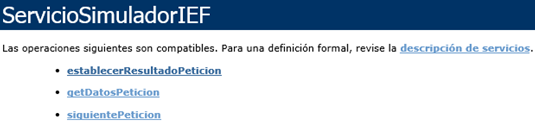 ServicioSimuladorIEF
Las operaciones siguientes son compatibles. Para una definición formal, revise la descripción de servicios.
establecerResultadoPeticion
getDatosPeticion
siguientePeticion